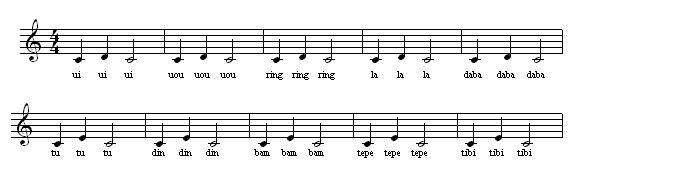 ui ui ui uou uou uou ring ring ring la la la daba daba daba
tu tu tu din din din bam bam bam tepe tepe tepe tibi tibi tibi